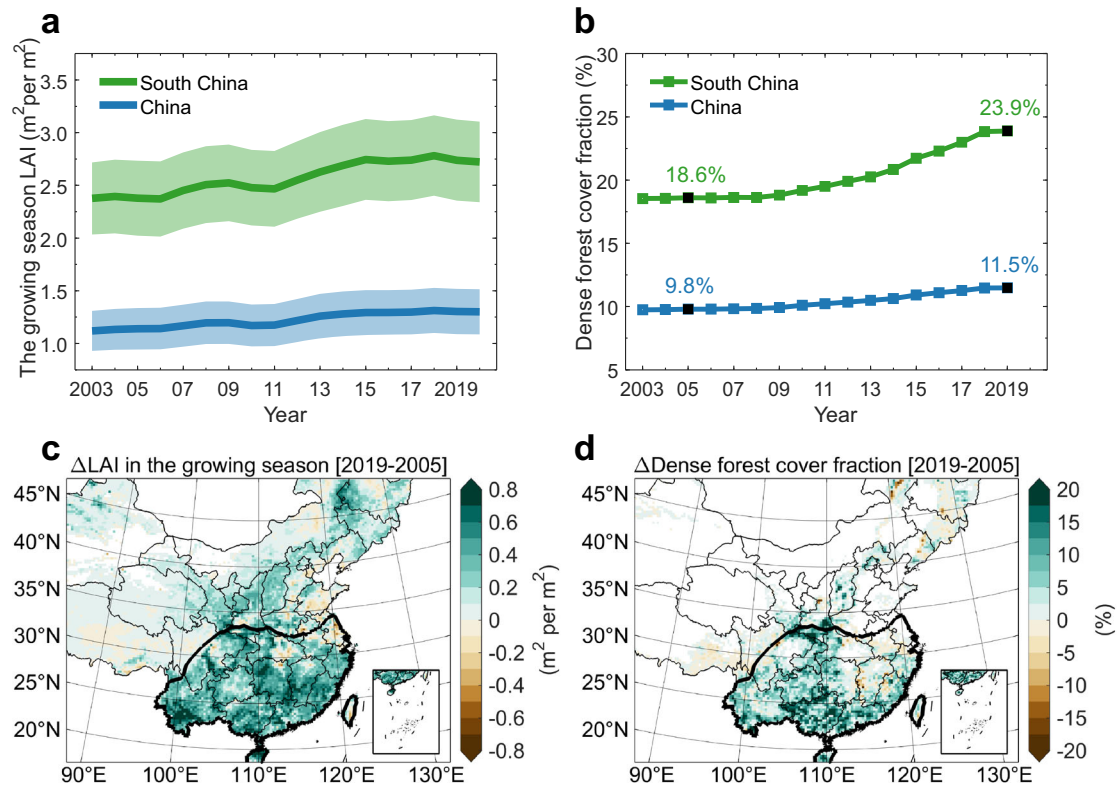 a
The growing season LAI (m² per m²)
3.5
3.0
2.5
2.0
1.5
1.0
South China
China
2003 05 07 09 11 13 15 17 2019
Year
b
Dense forest cover fraction (%)
30
25
20
15
10
5
South China
China
18.6%
23.9%
9.8%
11.5%
2003 05 07 09 11 13 15 17 2019
Year
c
ΔLAI in the growing season [2019-2005]
45°N
40°N
35°N
30°N
25°N
20°N
90°E 100°E 110°E 120°E 130°E
0.8
0.6
0.4
0.2
0
-0.2
-0.4
-0.6
-0.8
(m² per m²)
d
ΔDense forest cover fraction [2019-2005]
45°N
40°N
35°N
30°N
25°N
20°N
90°E 100°E 110°E 120°E 130°E
20
15
10
5
0
-5
-10
-15
-20
(%)